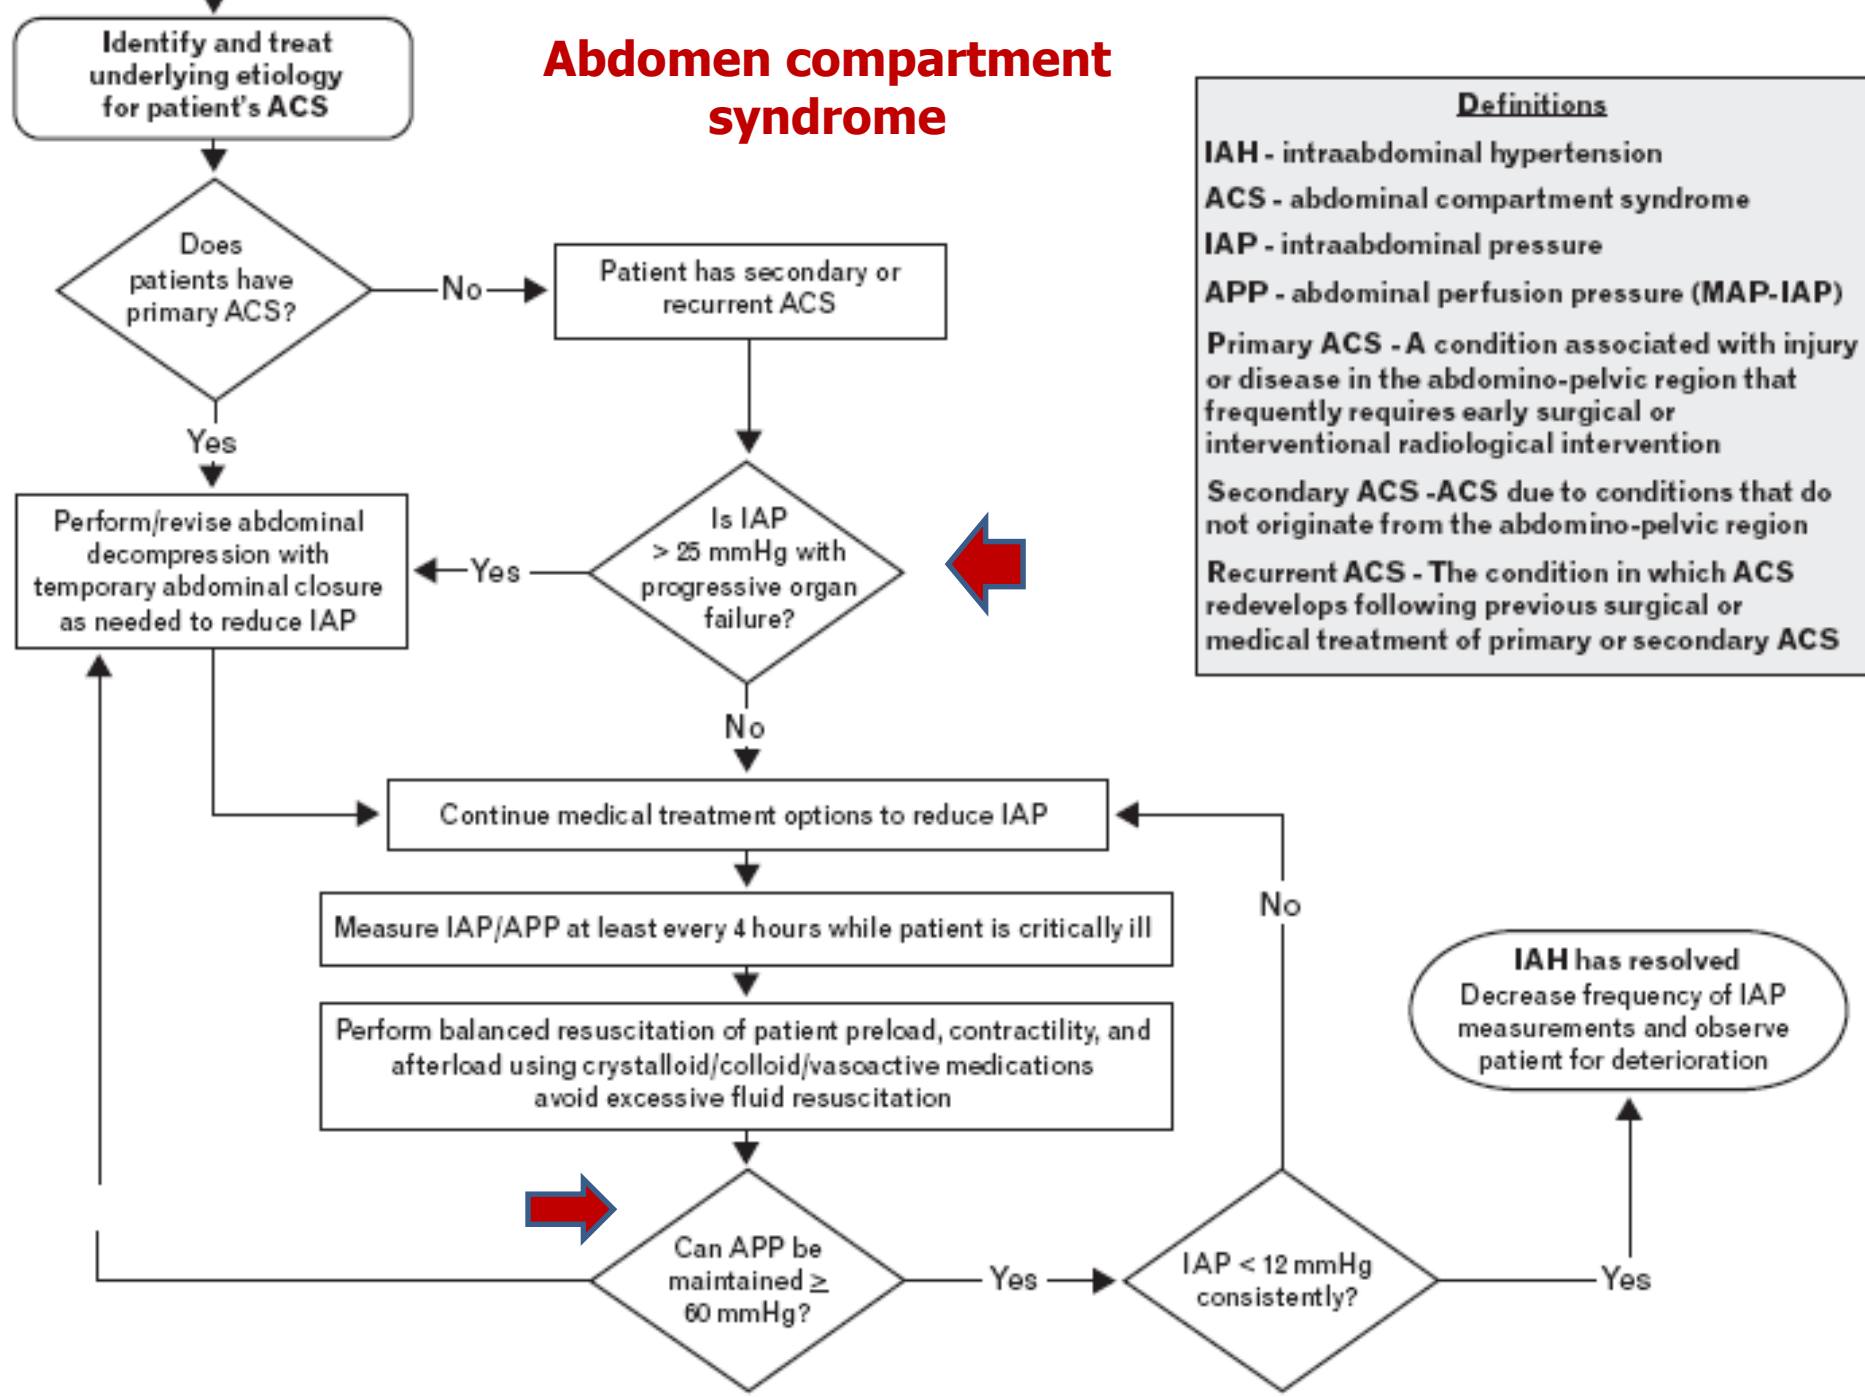 Identify and treat
underlying etiology
for patient's ACS
Abdomen compartment
syndrome
Does
patients have
primary ACS?
No
Patient has secondary or
recurrent ACS
Yes
Perform/revise abdominal
decompression with
temporary abdominal closure
as needed to reduce IAP
Is IAP
> 25 mmHg with
progressive organ
failure?
Yes
No
Continue medical treatment options to reduce IAP
Measure IAP/APP at least every 4 hours while patient is critically ill
Perform balanced resuscitation of patient preload, contractility, and
afterload using crystalloid/colloid/vasoactive medications
avoid excessive fluid resuscitation
Can APP be
maintained ≥
60 mmHg?
Yes
IAP < 12 mmHg
consistently?
No
Yes
IAH has resolved
Decrease frequency of IAP
measurements and observe
patient for deterioration
Definitions
IAH - intraabdominal hypertension
ACS - abdominal compartment syndrome
IAP - intraabdominal pressure
APP - abdominal perfusion pressure (MAP-IAP)
Primary ACS - A condition associated with injury
or disease in the abdomino-pelvic region that
frequently requires early surgical or
interventional radiological intervention
Secondary ACS -ACS due to conditions that do
not originate from the abdomino-pelvic region
Recurrent ACS - The condition in which ACS
redevelops following previous surgical or
medical treatment of primary or secondary ACS